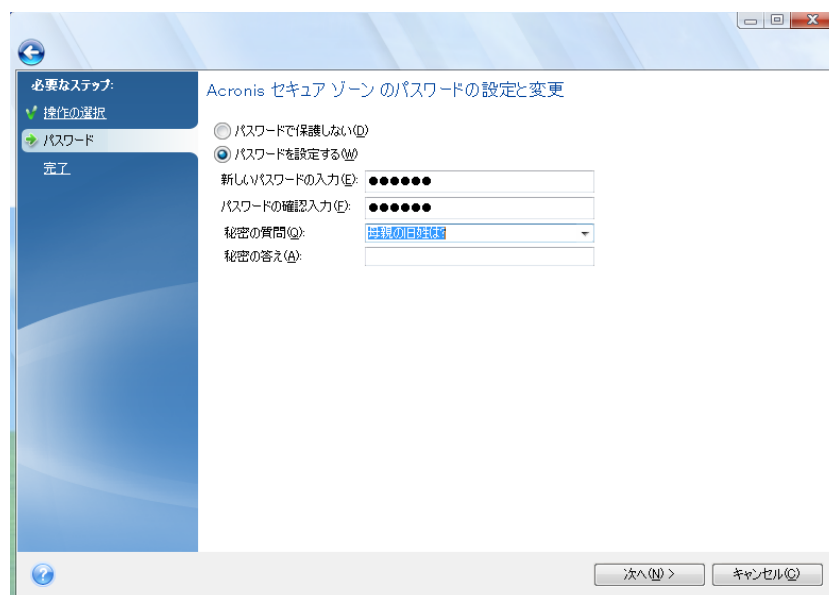 必要なステップ:
操作の選択
パスワード
完了
Acronis セキュア ゾーン のパスワードの設定と変更
パスワードで保護しない(D)
パスワードを設定する(W)
新しいパスワードの入力(E): ●●●●●●
パスワードの確認入力(E): ●●●●●●
秘密の質問(Q): 母親の旧姓は?
秘密の答え(A):
次へ(N) >
キャンセル(C)